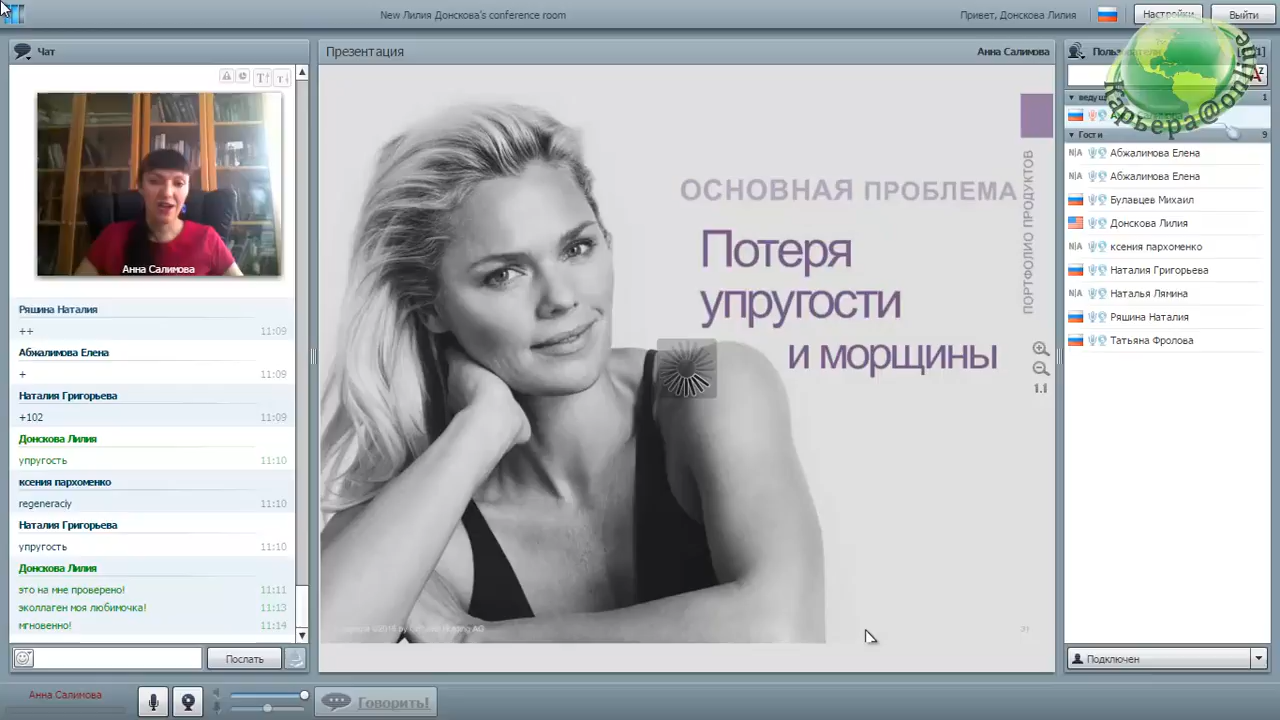 New Лилия Донскова's conference room
Привет, Донскова Лилия
Настройки
Выйти
Чат
Анна Салимова
Ряшина Наталия
++ 11:09
Абжалимова Елена
+ 11:09
Наталия Григорьева
+102 11:09
Донскова Лилия
упругость 11:10
ксения пархоменко
regeneraciy 11:10
Наталия Григорьева
упругость 11:10
Донскова Лилия
это на мне проверено! 11:11
эколлаген моя любимочка! 11:13
мгновенно! 11:14
Послать
Анна Салимова
Говорить!
Презентация
Анна Салимова
ОСНОВНАЯ ПРОБЛЕМА
Потеря
упругости
и морщины
ПОРТФОЛИО ПРОДУКТОВ
1.1
карьера@online
1
Гости 9
N|A Абжалимова Елена
N|A Абжалимова Елена
Булавцев Михаил
Донскова Лилия
N|A ксения пархоменко
Наталия Григорьева
N|A Наталья Лямина
Ряшина Наталия
Татьяна Фролова
Подключен